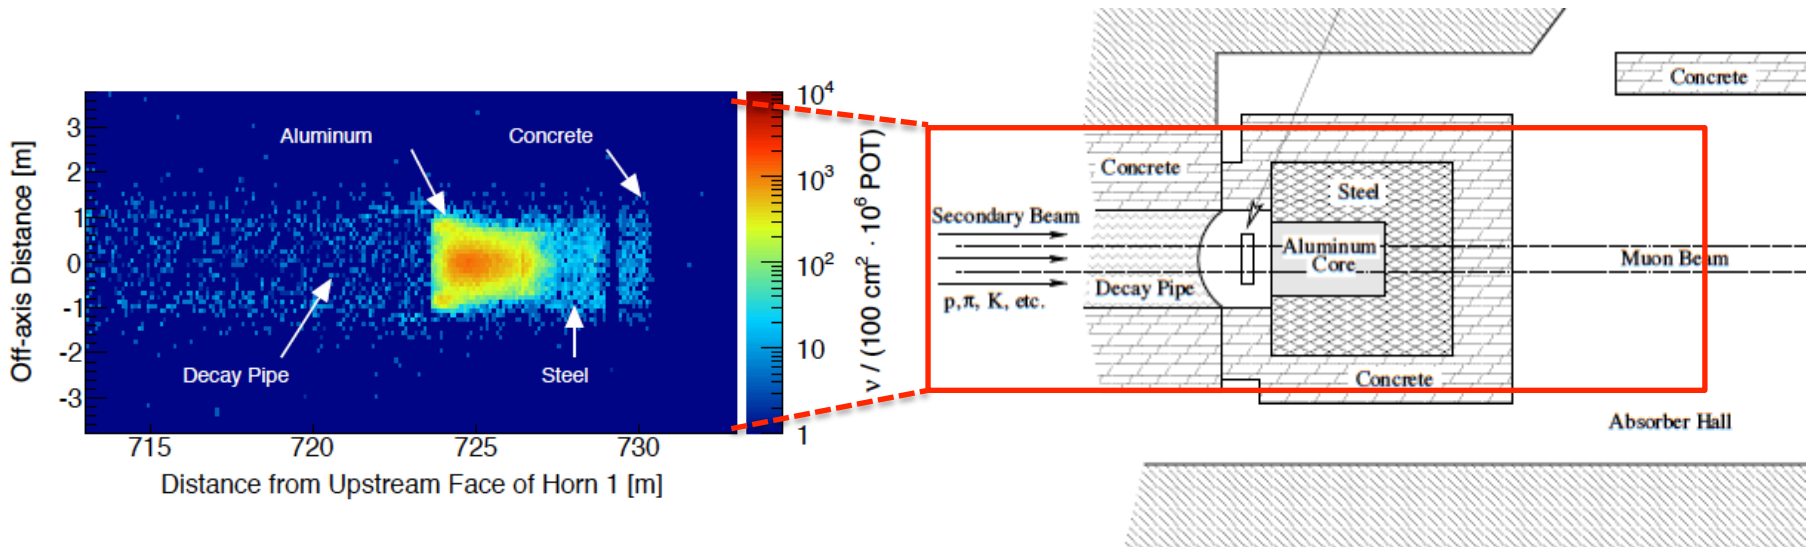 Off-axis Distance [m]
3
2
1
0
-1
-2
-3
Aluminum
Concrete
Decay Pipe
Steel
715
720
725
730
Distance from Upstream Face of Horn 1 [m]
10⁴
10³
10²
10
1
ν / (100 cm² · 10⁶ POT)
Concrete
Concrete
Steel
Secondary Beam
Aluminum
Core
Muon Beam
Decay Pipe
p,π, K, etc.
Concrete
Absorber Hall